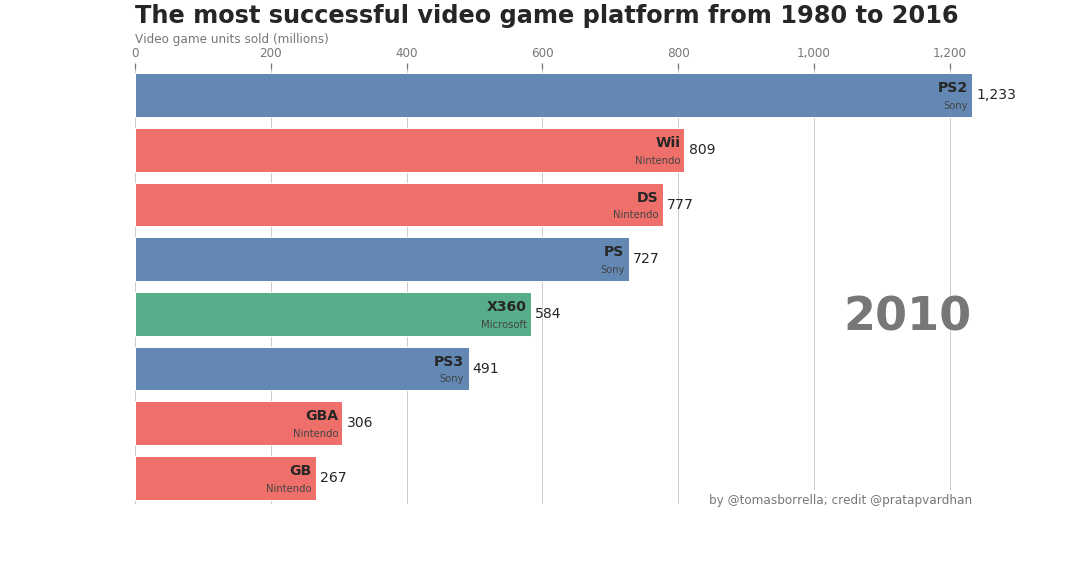 The most successful video game platform from 1980 to 2016
Video game units sold (millions)
0 200 400 600 800 1,000 1,200
PS2
Sony
1,233
Wii
Nintendo
809
DS
Nintendo
777
PS
Sony
727
X360
Microsoft
584
2010
PS3
Sony
491
GBA
Nintendo
306
GB
Nintendo
267
by @tomasborrella; credit @pratapvardhan